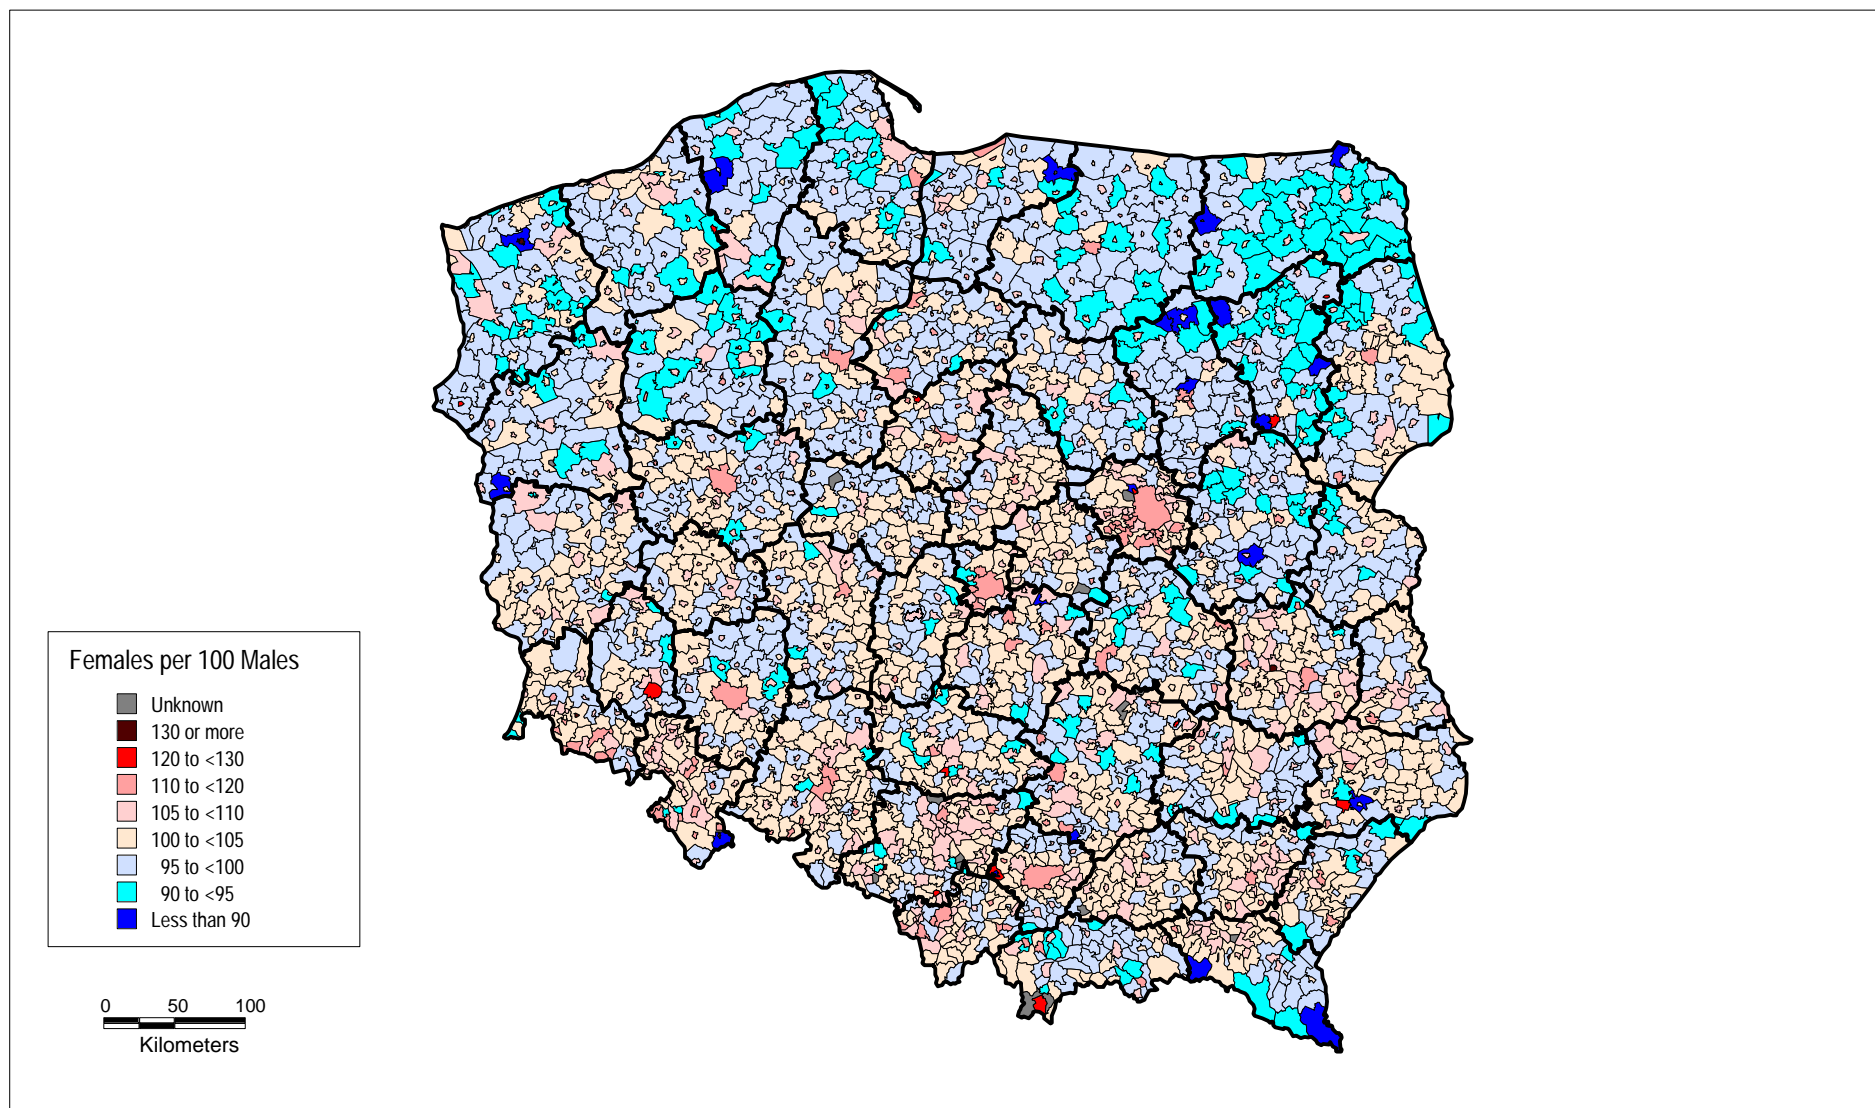 Females per 100 Males
Unknown
130 or more
120 to <130
110 to <120
105 to <110
100 to <105
95 to <100
90 to <95
Less than 90
0 50 100
Kilometers